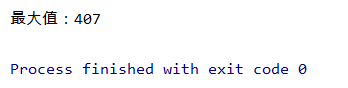 最大值：407
Process finished with exit code 0